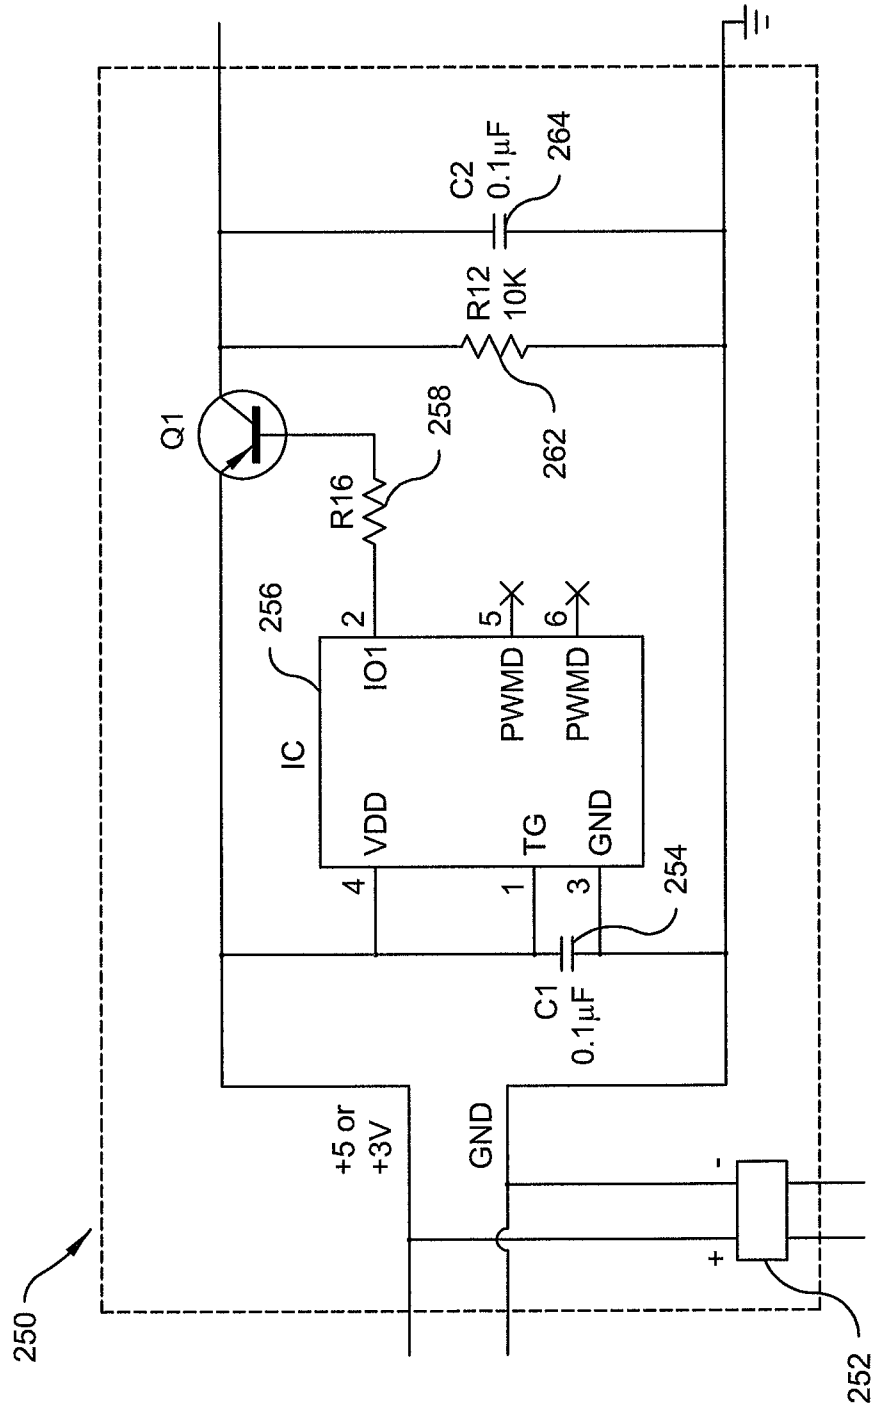 250
+5 or
+3V
GND
+
-
252
C1
0.1µF
254
IC
256
4
VDD
1
TG
3
GND
IO1
2
PWMD
5
PWMD
6
R16
258
Q1
R12
10K
262
C2
0.1µF
264